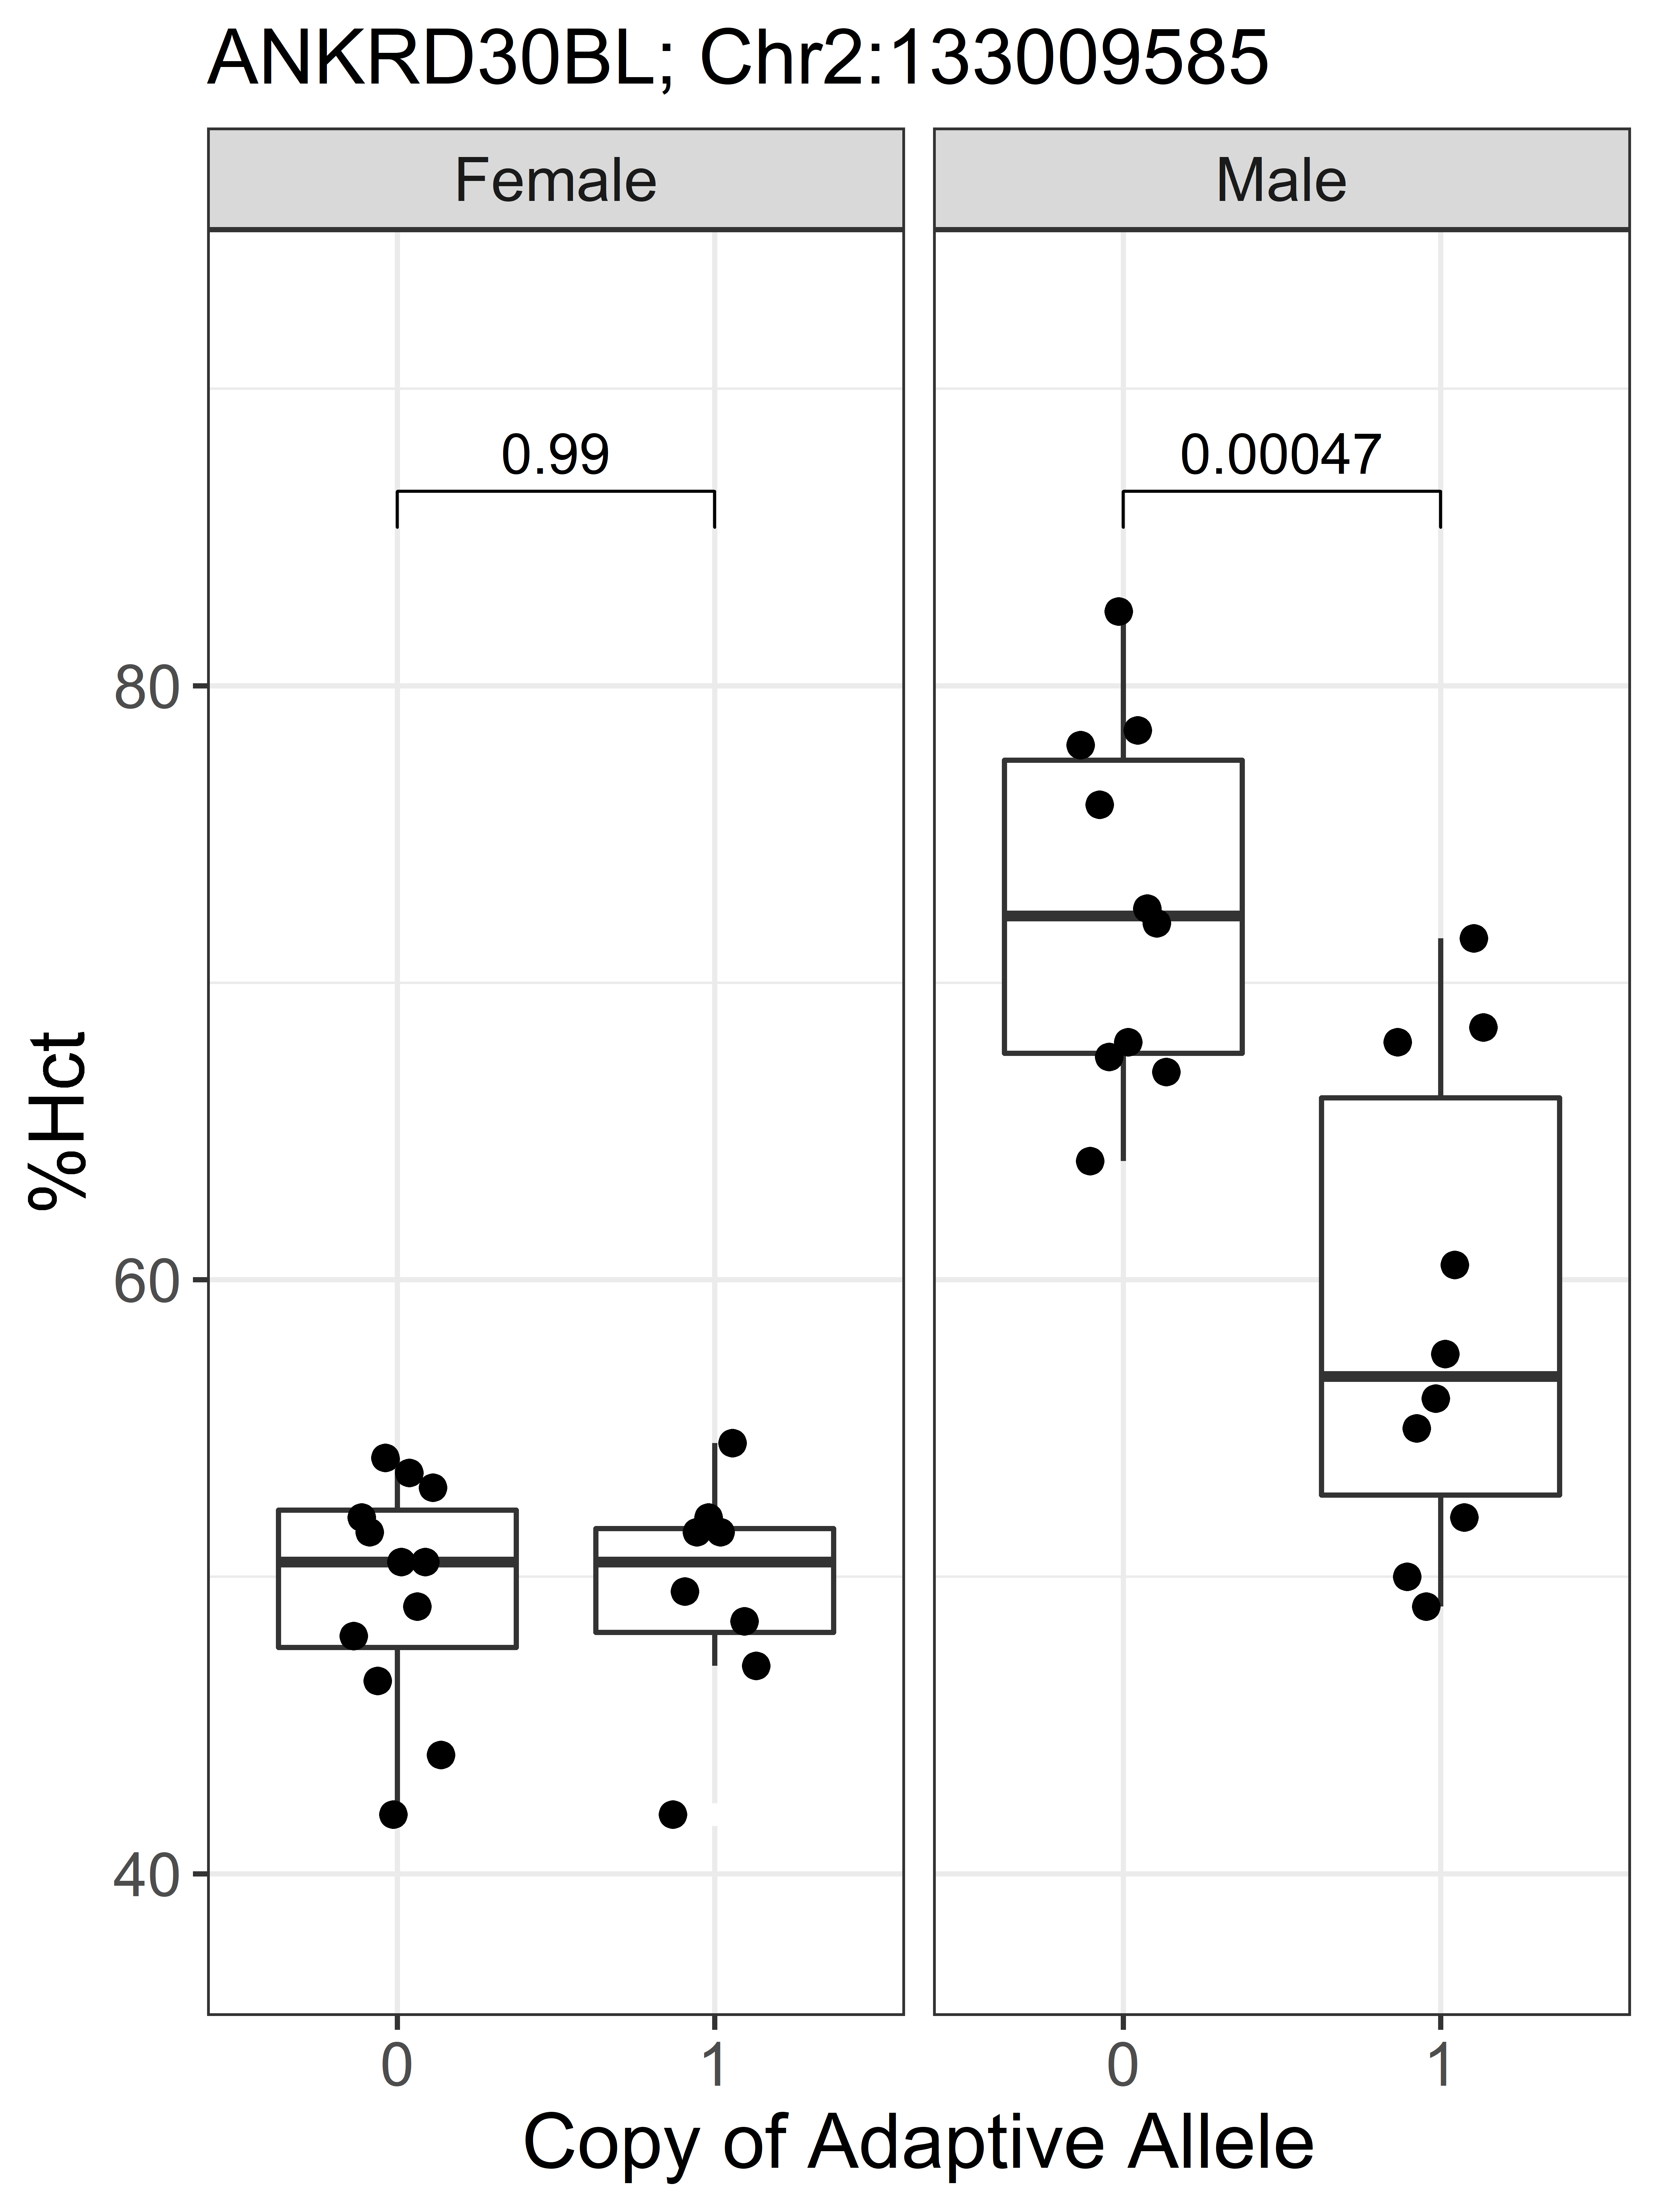 ANKRD30BL; Chr2:133009585
Female Male
0.99 0.00047
80
60
40
%Hct
0 1 0 1
Copy of Adaptive Allele